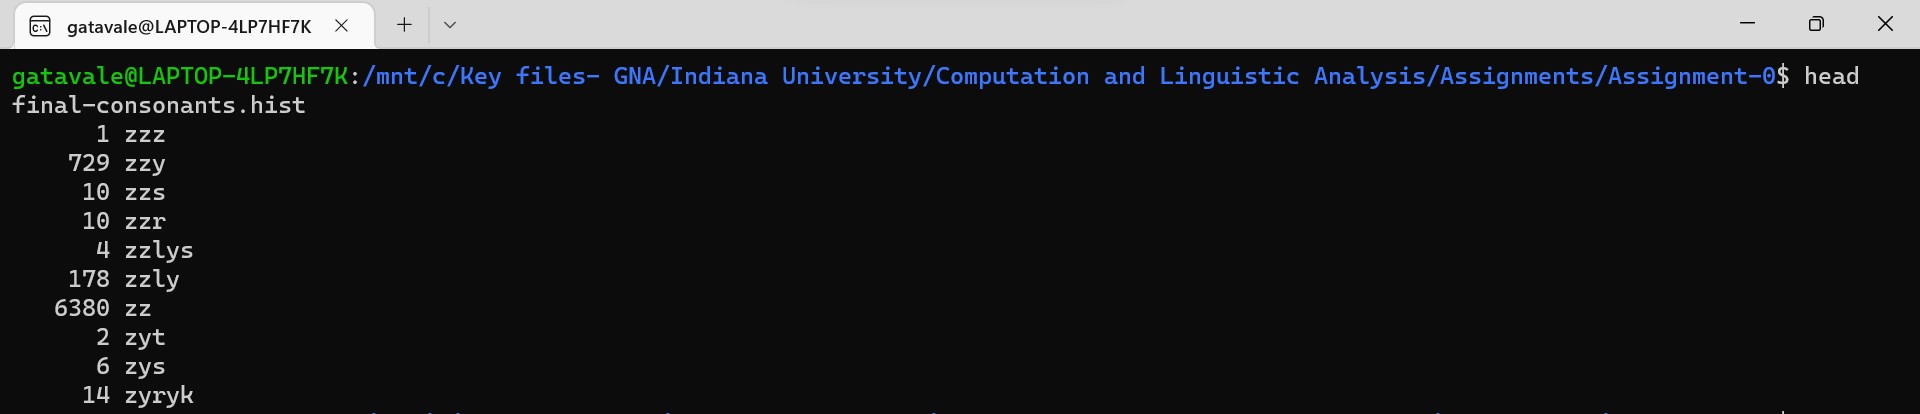 gatavale@LAPTOP-4LP7HF7K
gatavale@LAPTOP-4LP7HF7K:/mnt/c/Key files- GNA/Indiana University/Computation and Linguistic Analysis/Assignments/Assignment-0$ head
final-consonants.hist
1 zzz
729 zzy
10 zzs
10 zzr
4 zzlys
178 zzly
6380 zz
2 zyt
6 zys
14 zyryk